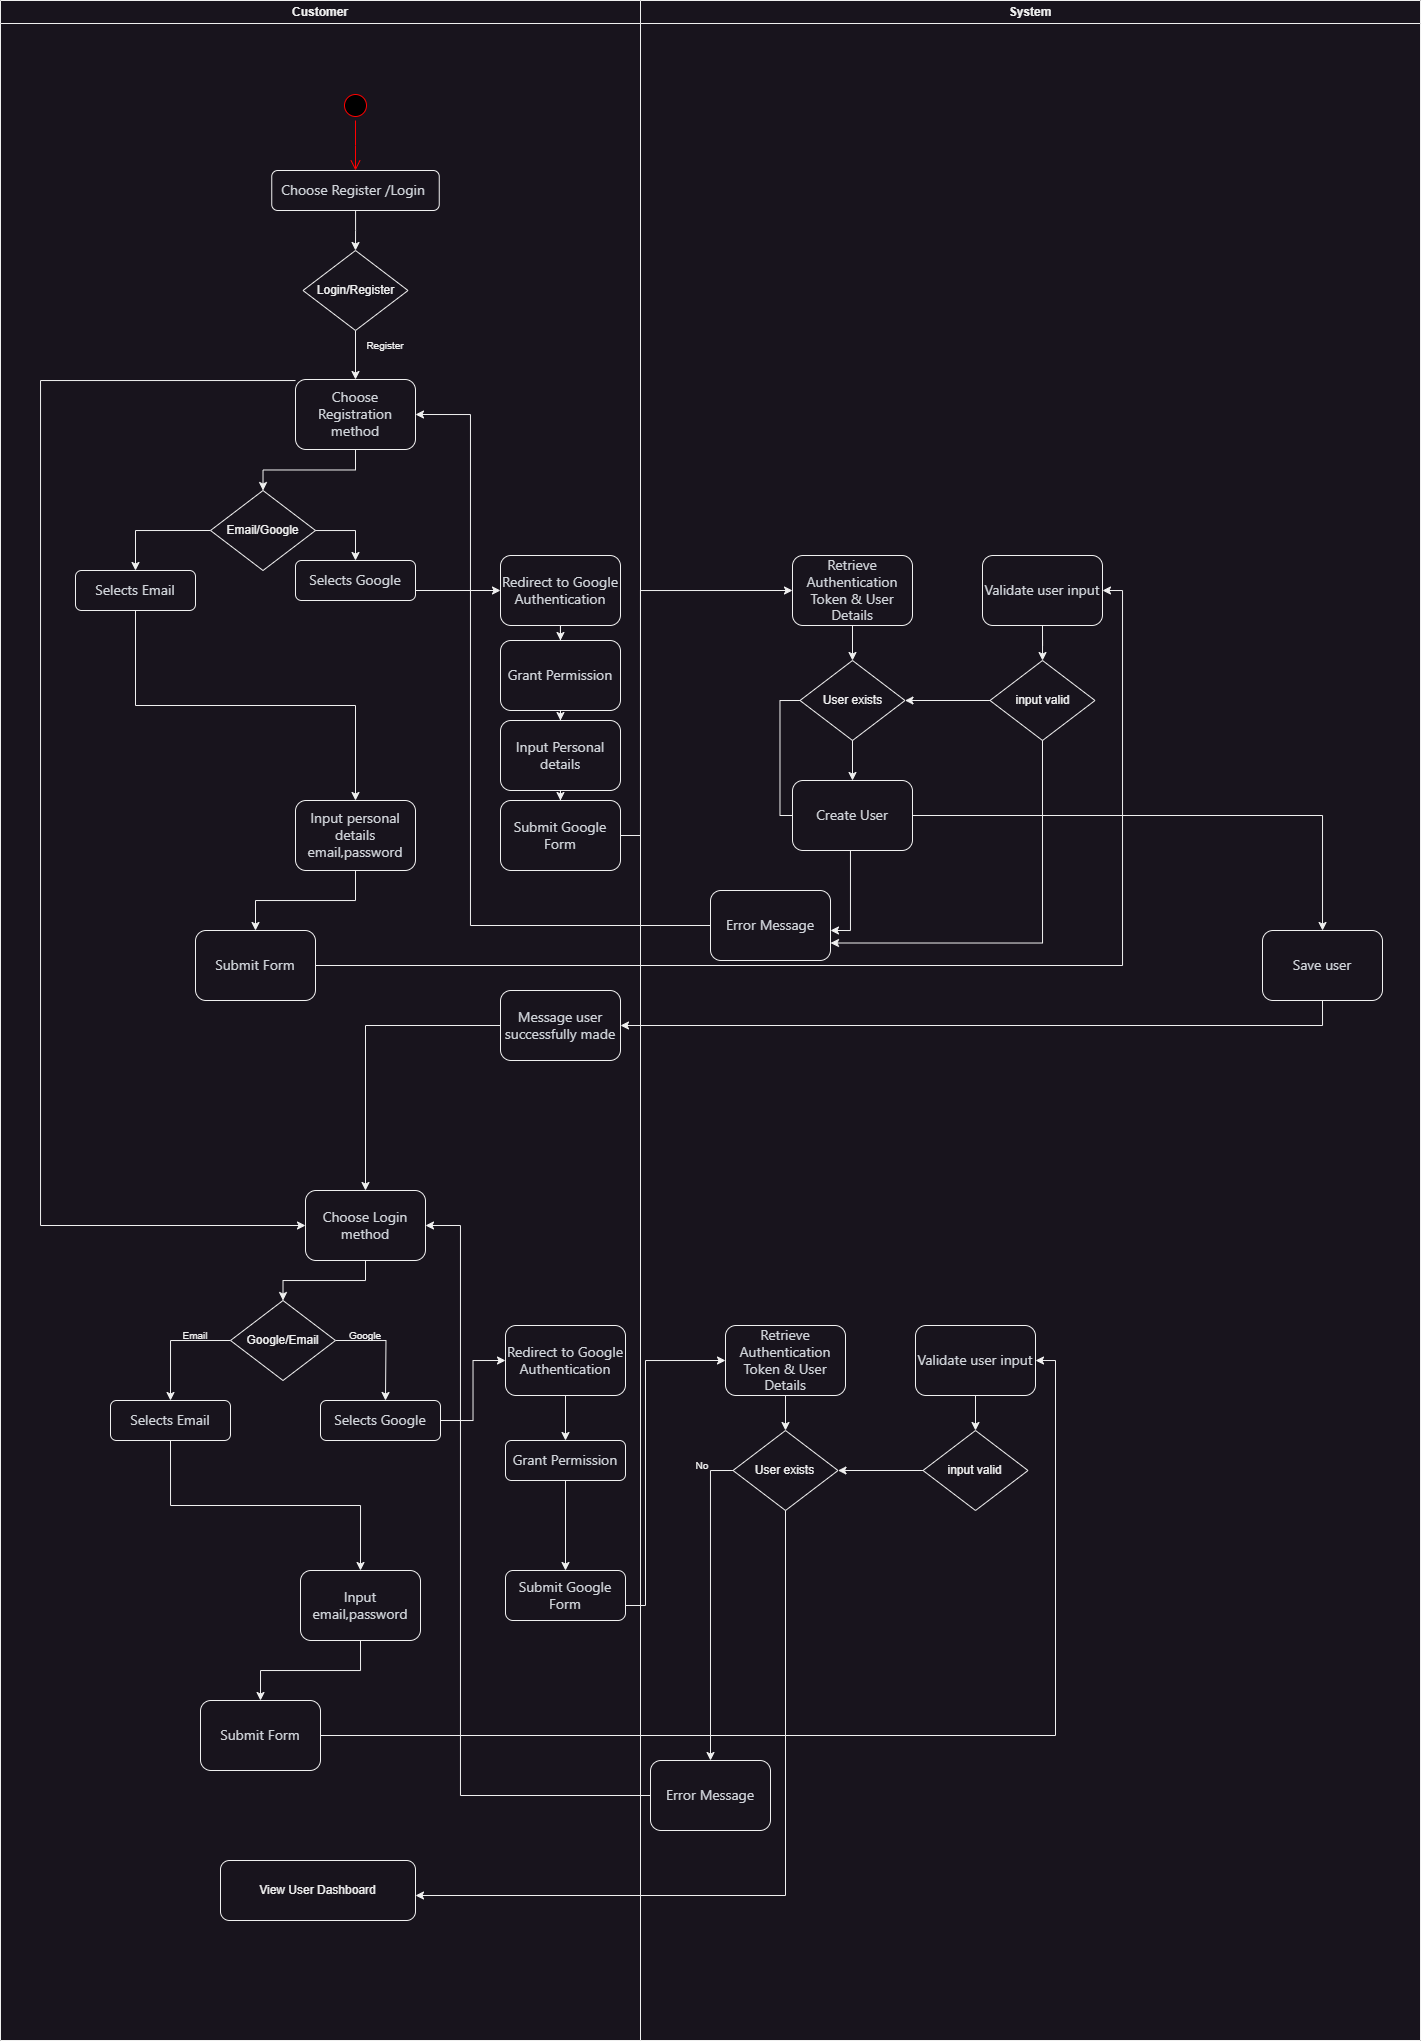 Customer
System
Choose Register /Login
Login/Register
Register
Choose
Registration
method
Email/Google
Selects Email
Selects Google
Redirect to Google
Authentication
Retrieve
Authentication
Token & User
Details
Validate user input
Grant Permission
User exists
input valid
Input Personal
details
Input personal
details
email,password
Submit Google
Form
Create User
Error Message
Submit Form
Save user
Message user
successfully made
Choose Login
method
Email
Google/Email
Google
Redirect to Google
Authentication
Retrieve
Authentication
Token & User
Details
Validate user input
Selects Email
Selects Google
Grant Permission
No
User exists
input valid
Input
email,password
Submit Google
Form
Submit Form
Error Message
View User Dashboard